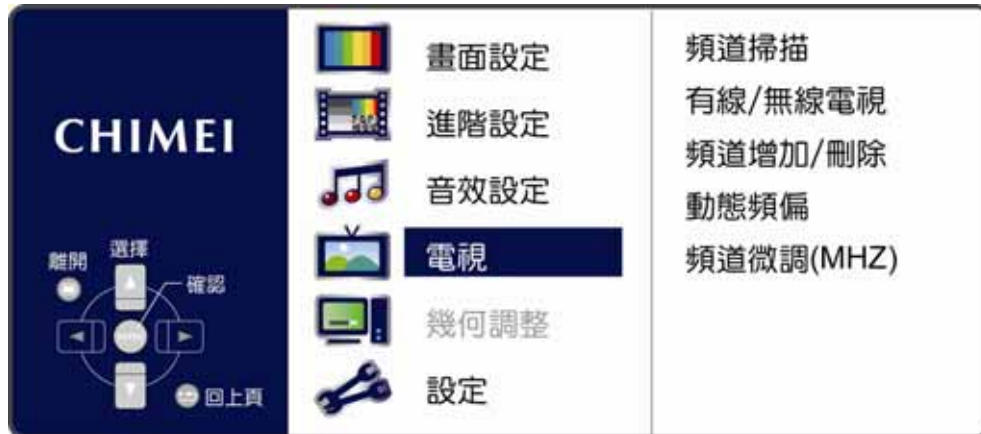 CHIMEI
離開
選擇
確認
回上頁
畫面設定
進階設定
音效設定
電視
幾何調整
設定
頻道掃描
有線/無線電視
頻道增加/刪除
動態頻偏
頻道微調(MHZ)